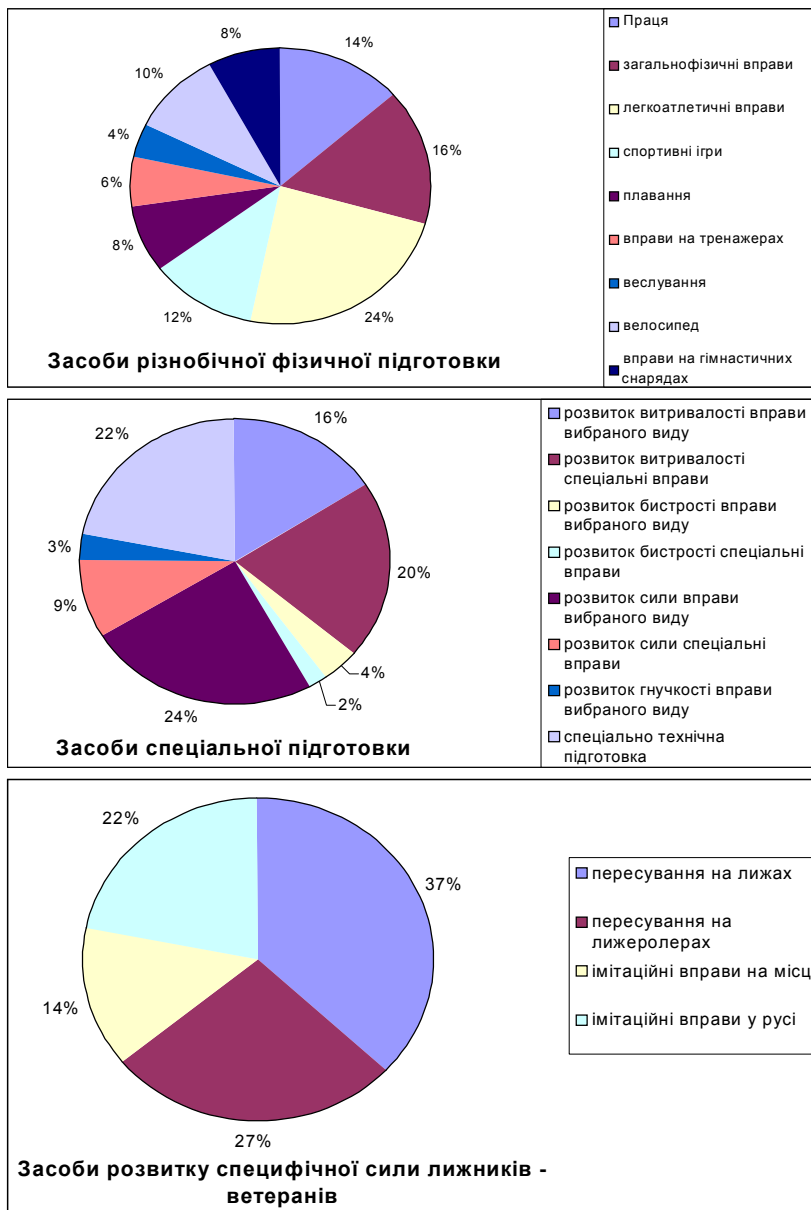 8%
14%
10%
16%
4%
6%
8%
12%
24%
Засоби різнобічної фізичної підготовки
Праця
загальнофізичні вправи
легкоатлетичні вправи
спортивні ігри
плавання
вправи на тренажерах
веслування
велосипед
вправи на гімнастичних
снарядах
22%
16%
3%
20%
9%
4%
2%
24%
Засоби спеціальної підготовки
розвиток витривалості вправи
вибраного виду
розвиток витривалості
спеціальні вправи
розвиток бистрості вправи
вибраного виду
розвиток бистрості спеціальні
вправи
розвиток сили вправи
вибраного виду
розвиток сили спеціальні
вправи
розвиток гнучкості вправи
вибраного виду
спеціально технічна
підготовка
22%
37%
14%
27%
Засоби розвитку специфічної сили лижників -
ветеранів
пересування на лижах
пересування на
лижеролерах
імітаційні вправи на місц
імітаційні вправи у русі